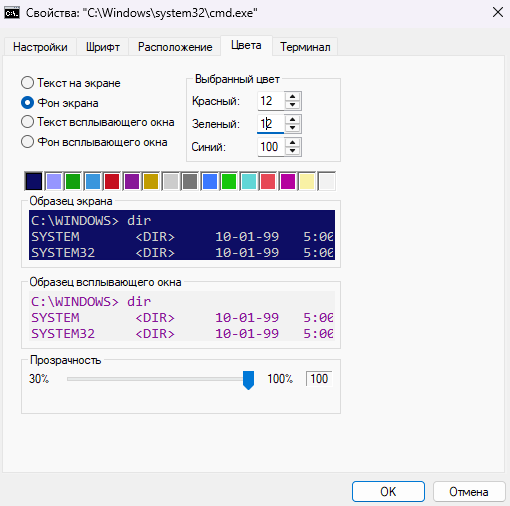 Свойства: "C:\Windows\system32\cmd.exe"
Настройки Шрифт Расположение Цвета Терминал
Текст на экране
Фон экрана
Текст всплывающего окна
Фон всплывающего окна
Выбранный цвет
Красный: 12
Зеленый: 12
Синий: 100
Образец экрана
C:\WINDOWS> dir
SYSTEM <DIR> 10-01-99 5:00
SYSTEM32 <DIR> 10-01-99 5:00
Образец всплывающего окна
C:\WINDOWS> dir
SYSTEM <DIR> 10-01-99 5:00
SYSTEM32 <DIR> 10-01-99 5:00
Прозрачность
30% 100% 100
OK Отмена